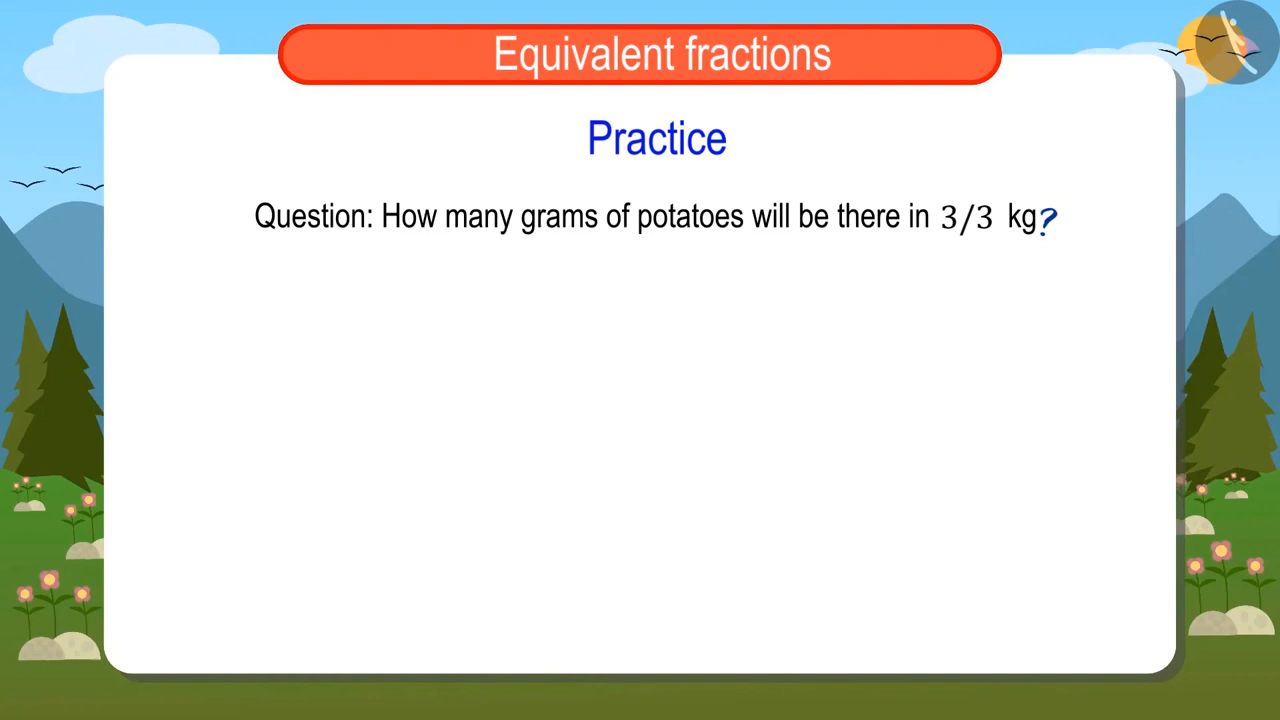 Equivalent fractions
Practice
Question: How many grams of potatoes will be there in 3/3 kg?